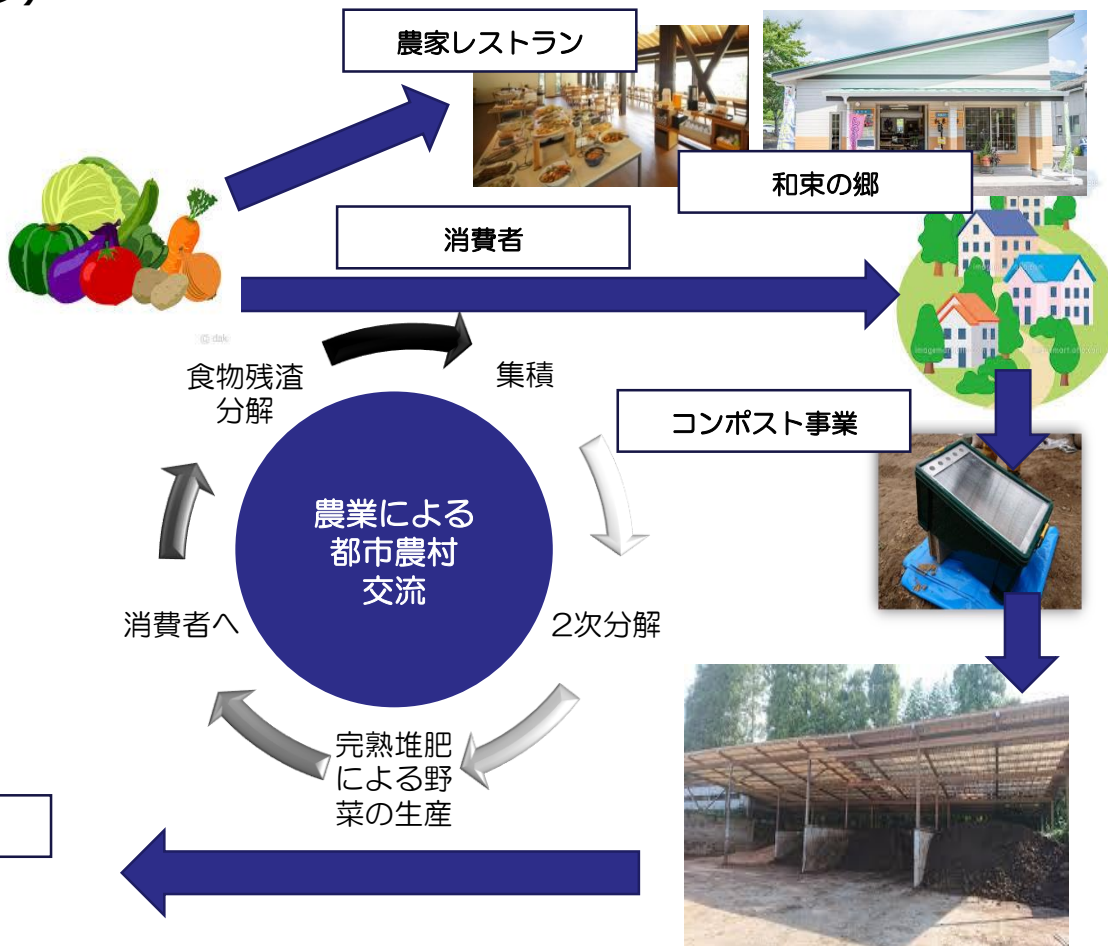 農家レストラン
和束の郷
消費者
食物残渣
分解
集積
コンポスト事業
農業による
都市農村
交流
消費者へ
2次分解
完熟堆肥
による野
菜の生産